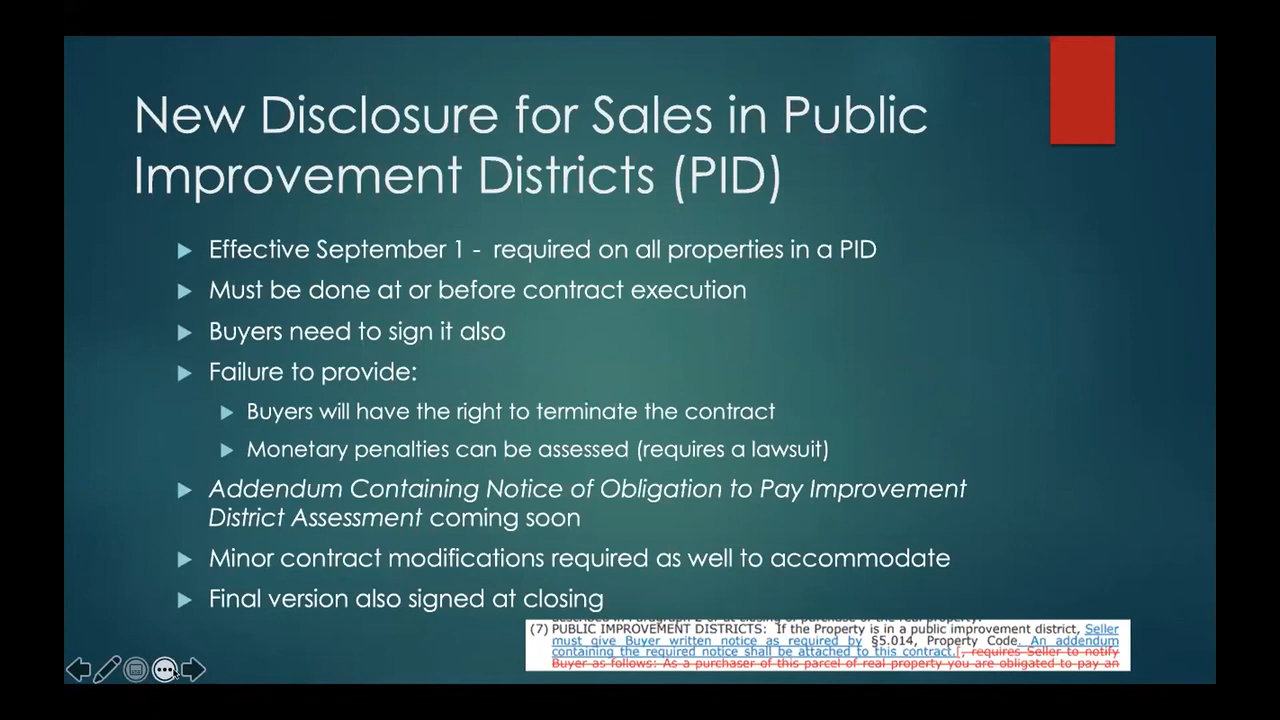 New Disclosure for Sales in Public
Improvement Districts (PID)
Effective September 1 - required on all properties in a PID
Must be done at or before contract execution
Buyers need to sign it also
Failure to provide:
Buyers will have the right to terminate the contract
Monetary penalties can be assessed (requires a lawsuit)
Addendum Containing Notice of Obligation to Pay Improvement
District Assessment coming soon
Minor contract modifications required as well to accommodate
Final version also signed at closing
(7) PUBLIC IMPROVEMENT DISTRICTS: If the Property is in a public improvement district, Seller
must give Buyer written notice as required by §5.014, Property Code. An addendum
containing the required notice shall be attached to this contract.[, requires Seller to notify
Buyer as follows: As a purchaser of this parcel of real property you are obligated to pay an